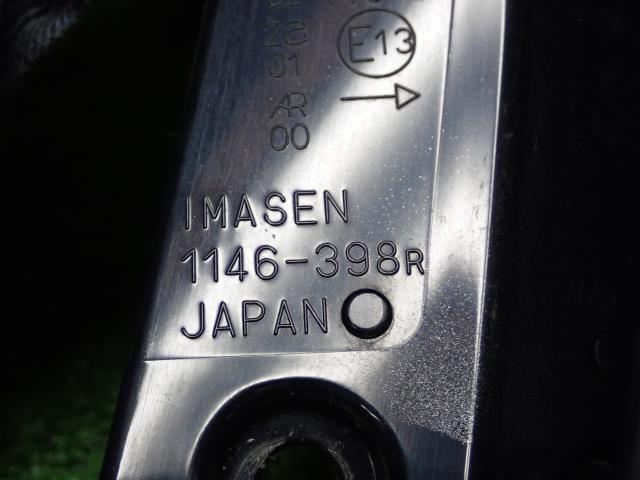 2a E13
01
AR
00
IMASEN
1146-398R
JAPAN